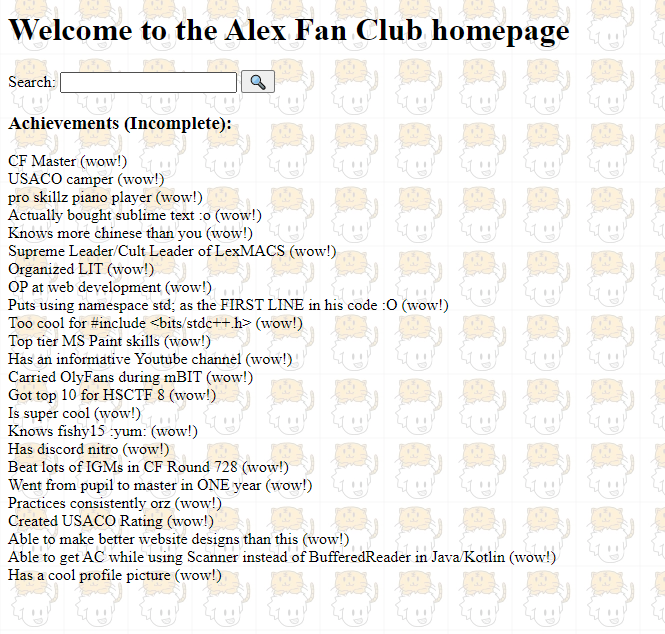 Welcome to the Alex Fan Club homepage
Search:
Achievements (Incomplete):
CF Master (wow!)
USACO camper (wow!)
pro skillz piano player (wow!)
Actually bought sublime text :o (wow!)
Knows more chinese than you (wow!)
Supreme Leader/Cult Leader of LexMACS (wow!)
Organized LIT (wow!)
OP at web development (wow!)
Puts using namespace std; as the FIRST LINE in his code :O (wow!)
Too cool for #include <bits/stdc++.h> (wow!)
Top tier MS Paint skills (wow!)
Has an informative Youtube channel (wow!)
Carried OlyFans during mBIT (wow!)
Got top 10 for HSCTF 8 (wow!)
Is super cool (wow!)
Knows fishy15 :yum: (wow!)
Has discord nitro (wow!)
Beat lots of IGMs in CF Round 728 (wow!)
Went from pupil to master in ONE year (wow!)
Practices consistently orz (wow!)
Created USACO Rating (wow!)
Able to make better website designs than this (wow!)
Able to get AC while using Scanner instead of BufferedReader in Java/Kotlin (wow!)
Has a cool profile picture (wow!)